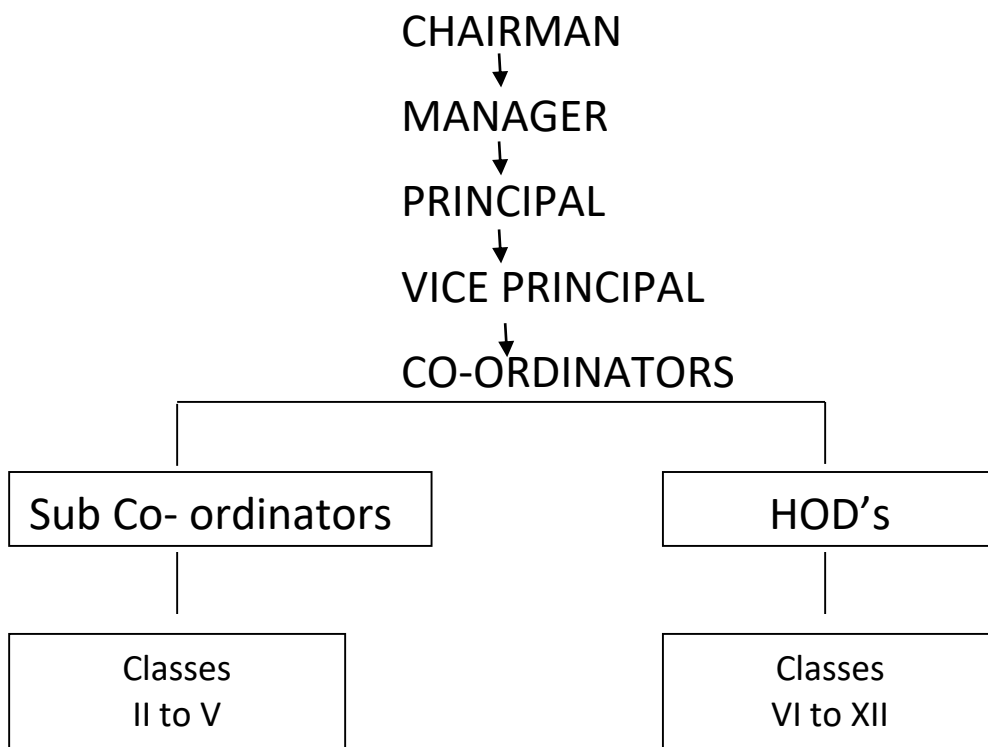 CHAIRMAN
MANAGER
PRINCIPAL
VICE PRINCIPAL
CO-ORDINATORS
Sub Co- ordinators
HOD’s
Classes
II to V
Classes
VI to XII